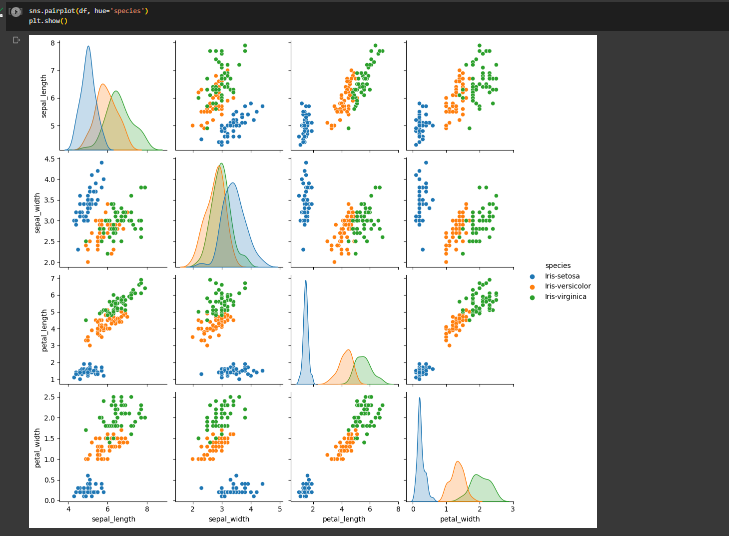 sns.pairplot(df, hue='species')
plt.show()
8
7
6
5
sepal_length
4.5
4.0
3.5
3.0
2.5
2.0
sepal_width
species
Iris-setosa
Iris-versicolor
Iris-virginica
7
6
5
4
3
2
1
petal_length
2.5
2.0
1.5
1.0
0.5
0.0
petal_width
4 6 8 2 3 4 5 2 4 6 8 0 1 2 3
sepal_length sepal_width petal_length petal_width